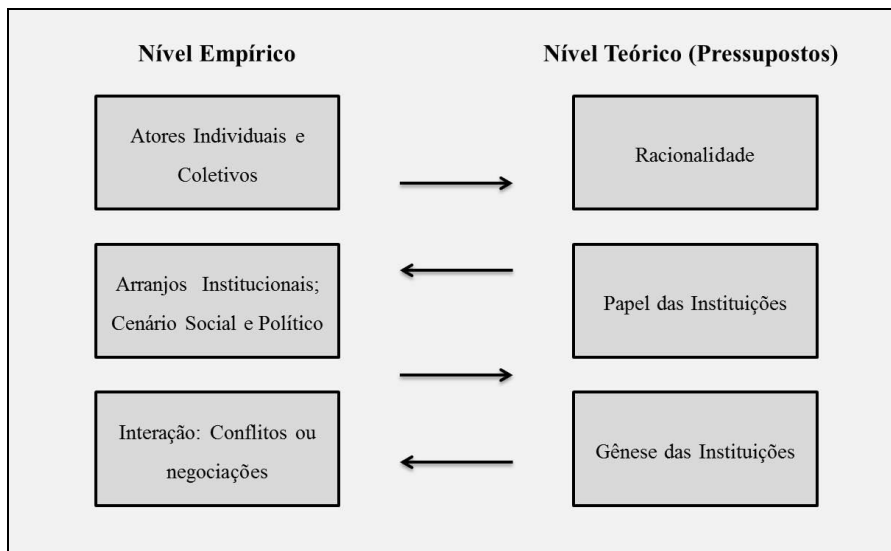 Nível Empírico
Nível Teórico (Pressupostos)
Atores Individuais e
Coletivos
Racionalidade
Arranjos Institucionais;
Cenário Social e Político
Papel das Instituições
Interação: Conflitos ou
negociações
Gênese das Instituições